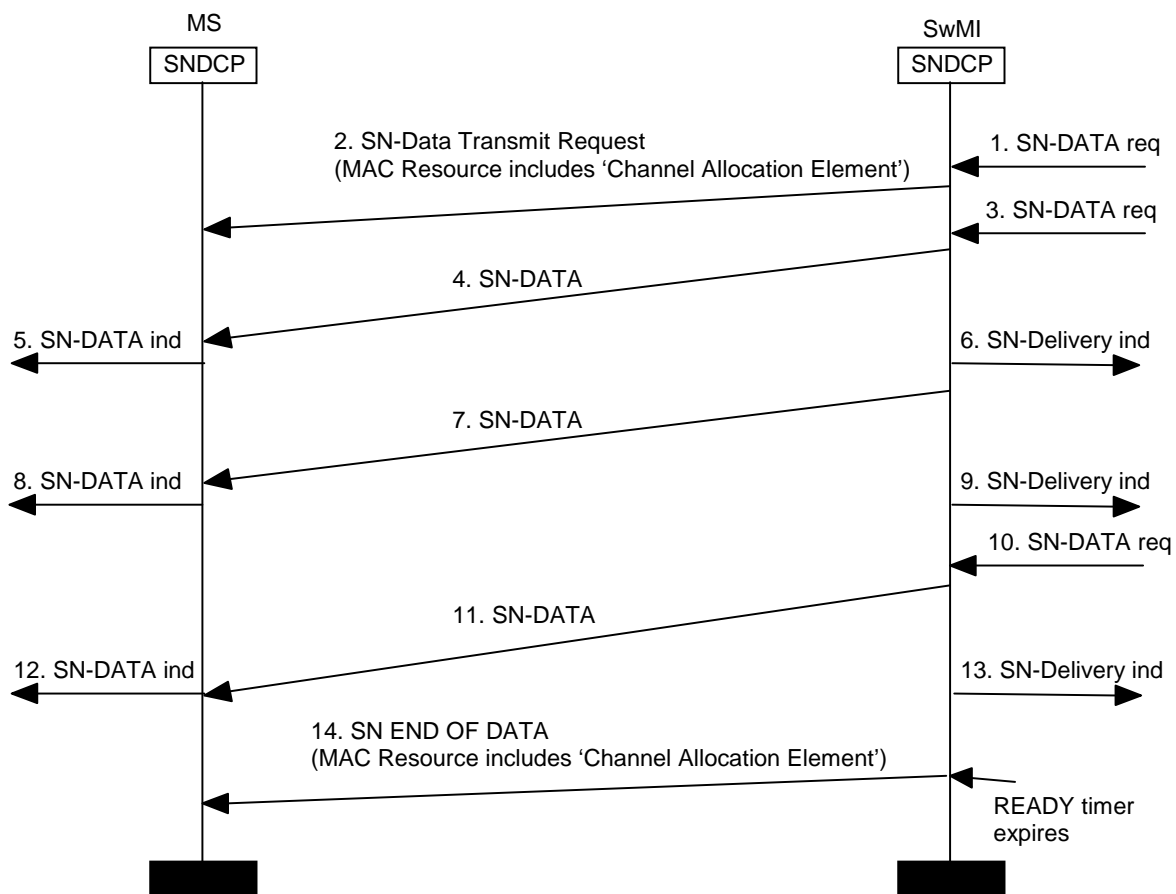 MS
SwMI
SNDCP
SNDCP
2. SN-Data Transmit Request
(MAC Resource includes ‘Channel Allocation Element’)
1. SN-DATA req
3. SN-DATA req
4. SN-DATA
5. SN-DATA ind
6. SN-Delivery ind
7. SN-DATA
8. SN-DATA ind
9. SN-Delivery ind
10. SN-DATA req
11. SN-DATA
12. SN-DATA ind
13. SN-Delivery ind
14. SN END OF DATA
(MAC Resource includes ‘Channel Allocation Element’)
READY timer
expires